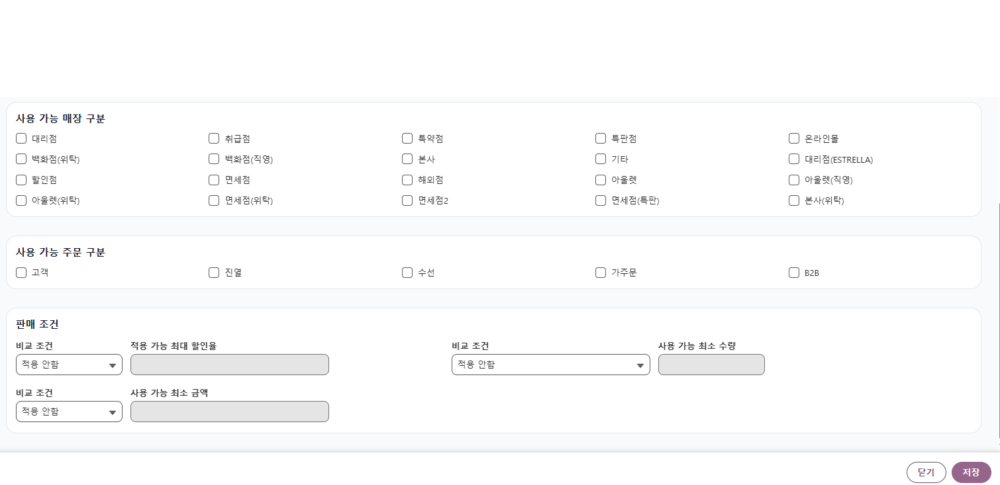 사용 가능 매장 구분
대리점 취급점 특약점 특판점 온라인몰
백화점(위탁) 백화점(직영) 본사 기타 대리점(ESTRELLA)
할인점 면세점 해외점 아울렛 아울렛(직영)
아울렛(위탁) 면세점(위탁) 면세점2 면세점(특판) 본사(위탁)
사용 가능 주문 구분
고객 진열 수선 가주문 B2B
판매 조건
비교 조건 적용 가능 최대 할인율 비교 조건 사용 가능 최소 수량
적용 안함 적용 안함
비교 조건 사용 가능 최소 금액
적용 안함
닫기 저장